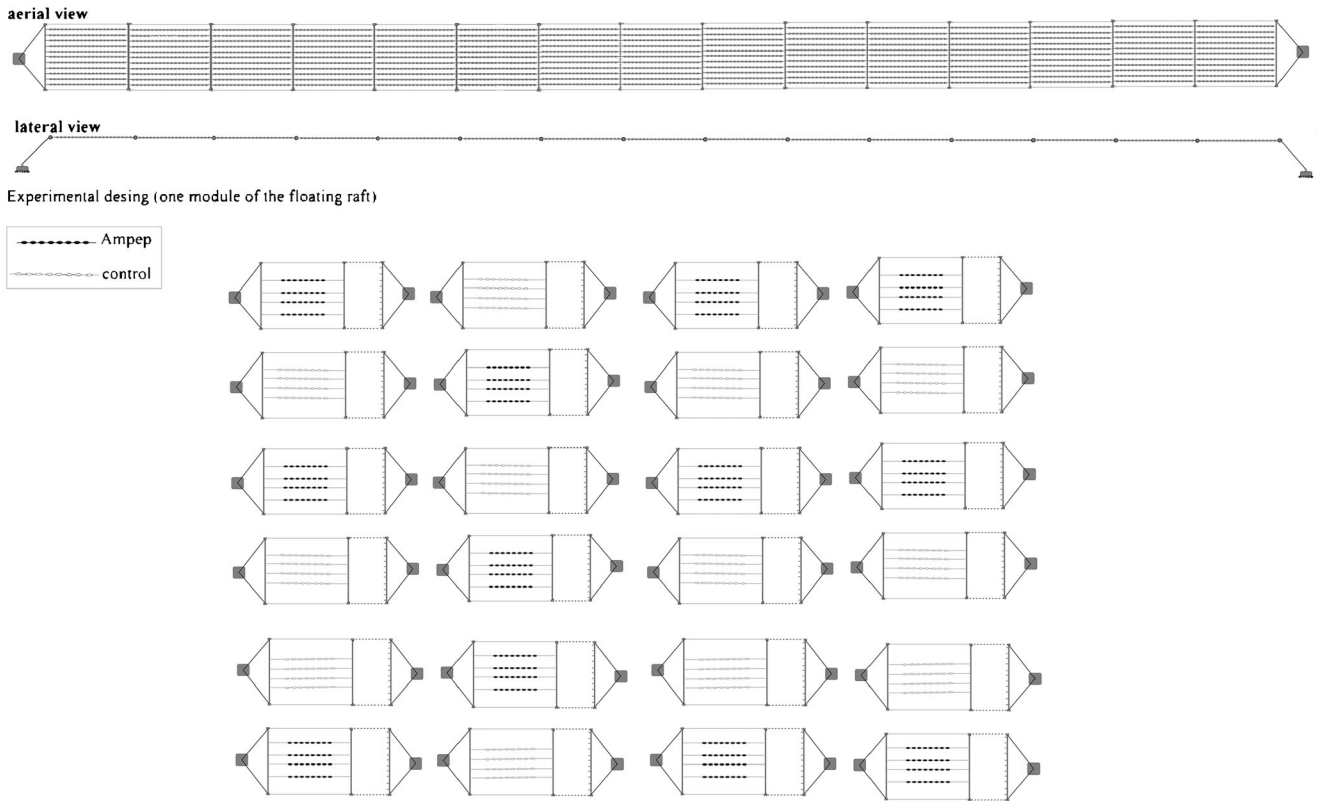 aerial view
lateral view
Experimental desing (one module of the floating raft)
Ampep
control